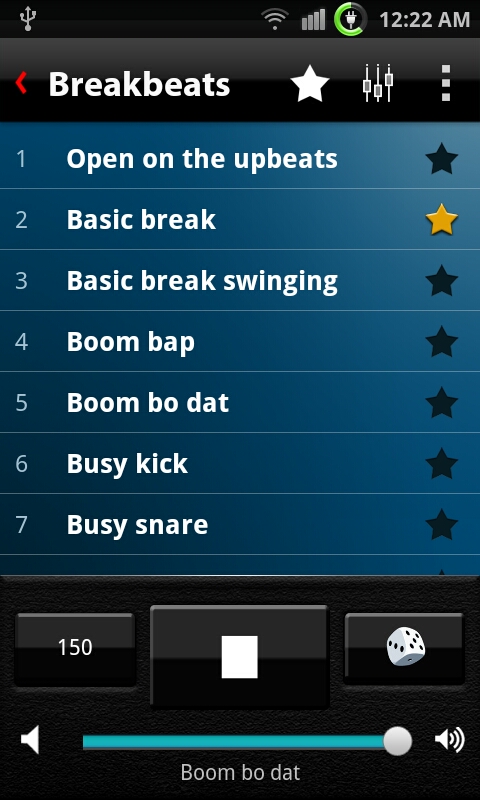 12:22 AM
Breakbeats
1 Open on the upbeats
2 Basic break
3 Basic break swinging
4 Boom bap
5 Boom bo dat
6 Busy kick
7 Busy snare
150
Boom bo dat